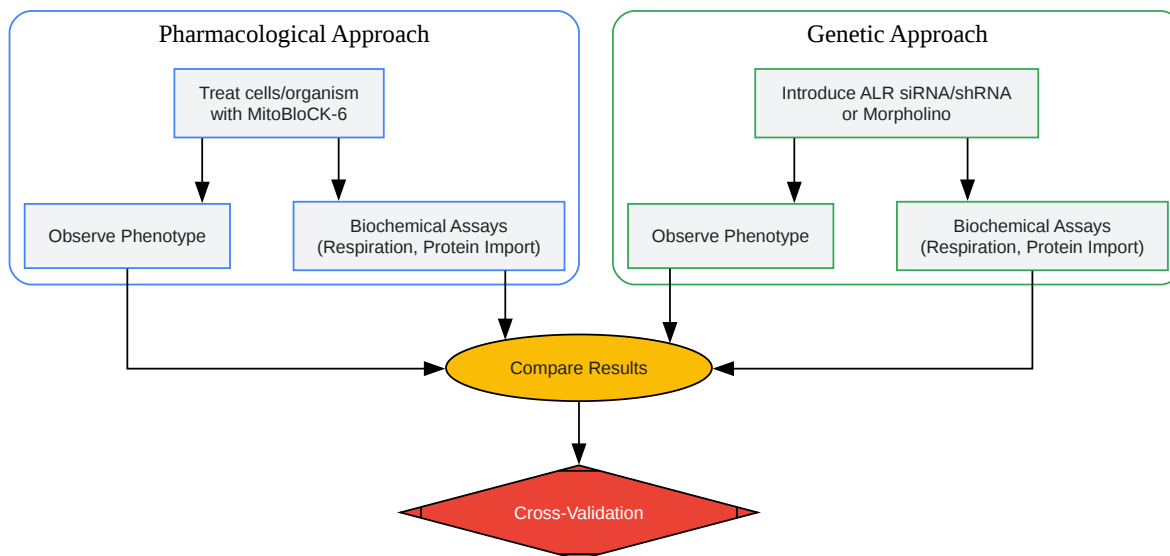 Pharmacological Approach
Genetic Approach
Treat cells/organism
with MitoBloCK-6
Introduce ALR siRNA/shRNA
or Morpholino
Observe Phenotype
Biochemical Assays
(Respiration, Protein Import)
Observe Phenotype
Biochemical Assays
(Respiration, Protein Import)
Compare Results
Cross-Validation